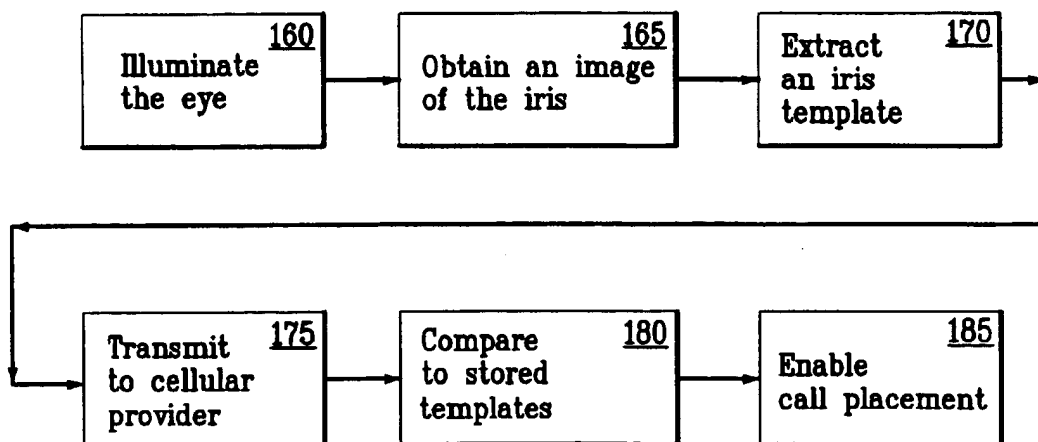 160
Illuminate
the eye
165
Obtain an image
of the iris
170
Extract
an iris
template
175
Transmit
to cellular
provider
180
Compare
to stored
templates
185
Enable
call placement